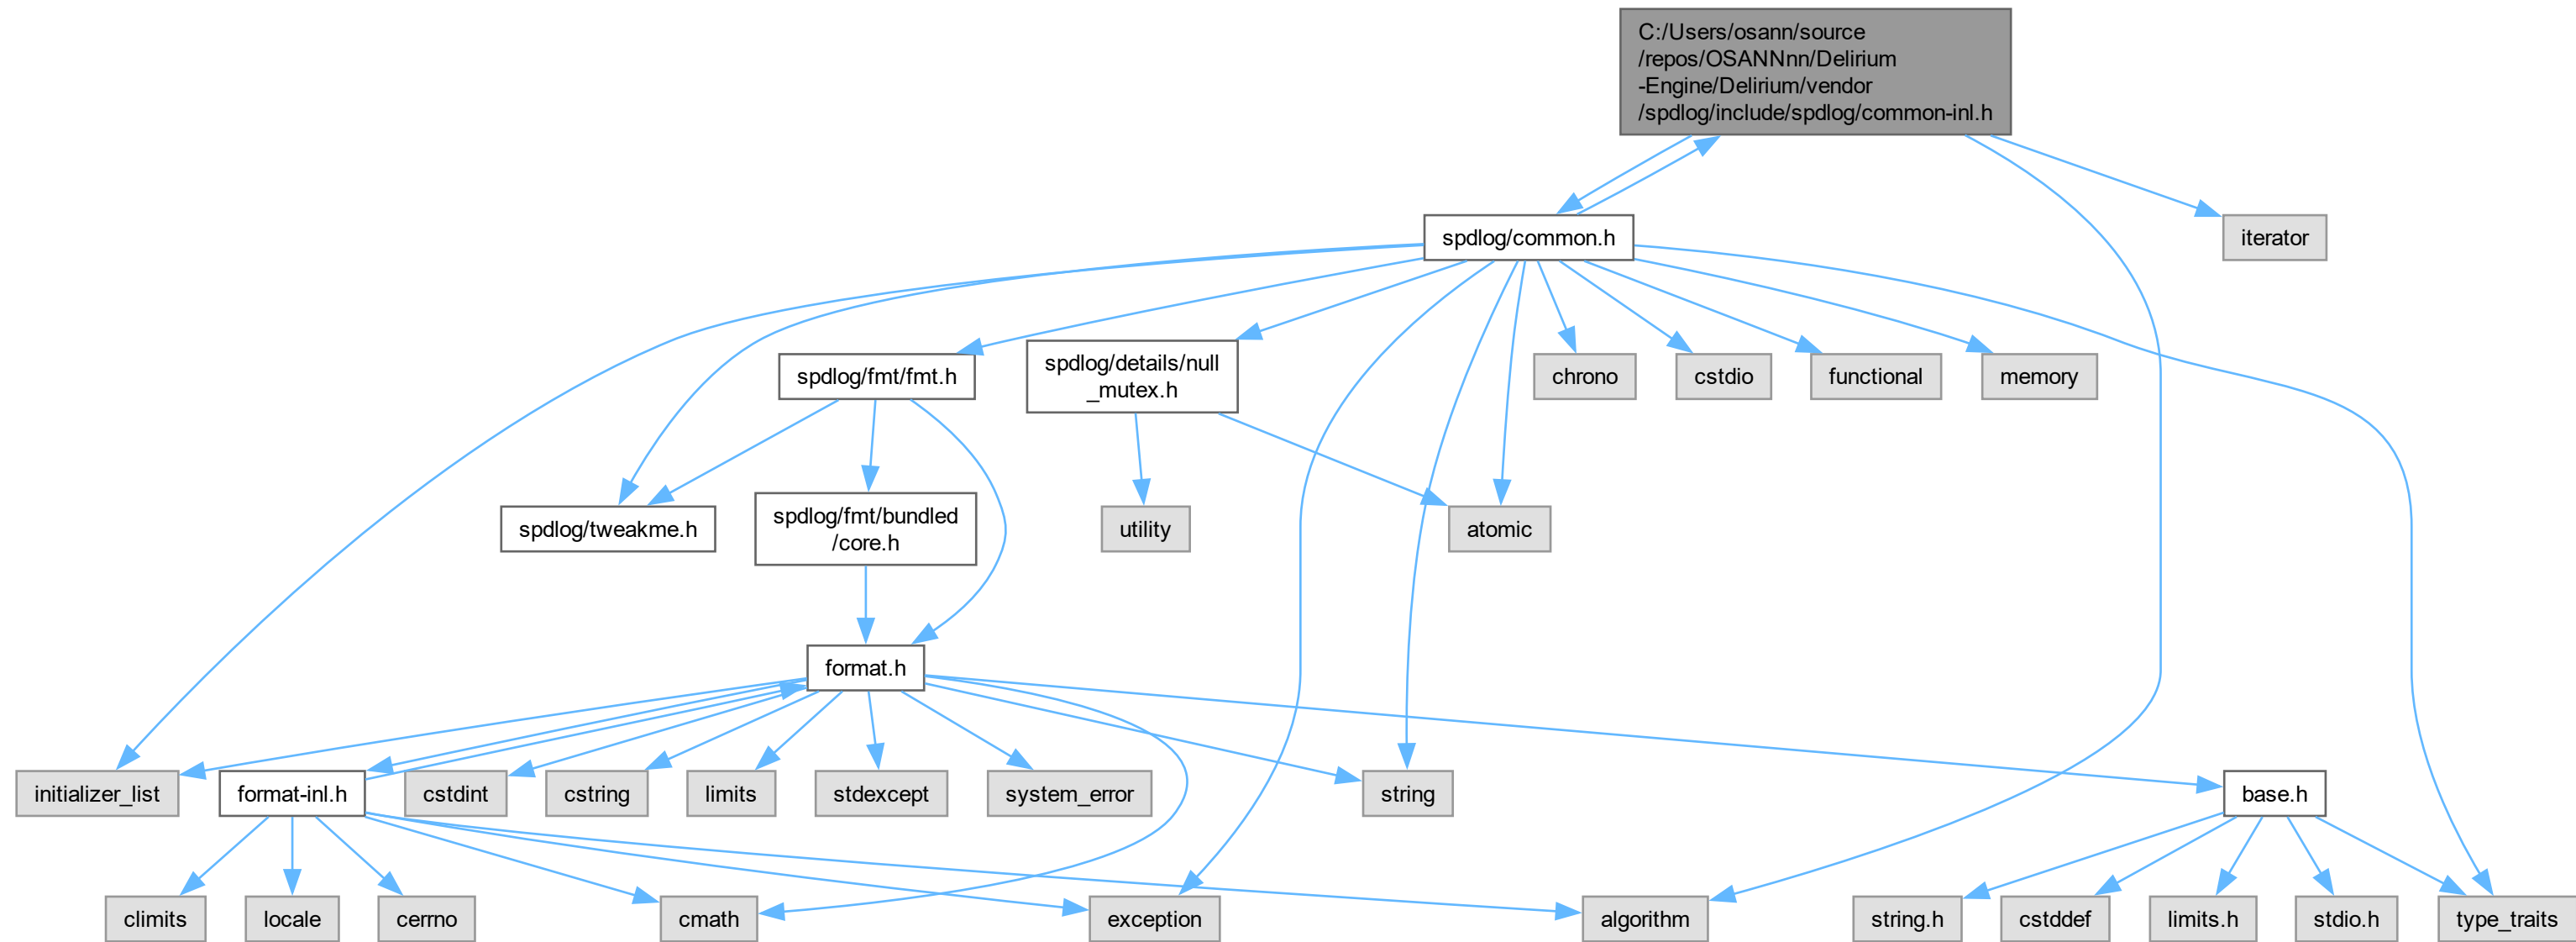 C:/Users/osann/source
/repos/OSANNnn/Delirium
-Engine/Delirium/vendor
/spdlog/include/spdlog/common-inl.h
spdlog/common.h
iterator
spdlog/fmt/fmt.h
spdlog/details/null
_mutex.h
chrono
cstdio
functional
memory
spdlog/tweakme.h
spdlog/fmt/bundled
/core.h
utility
atomic
format.h
initializer_list
format-inl.h
cstdint
cstring
limits
stdexcept
system_error
string
base.h
climits
locale
cerrno
cmath
exception
algorithm
string.h
cstddef
limits.h
stdio.h
type_traits